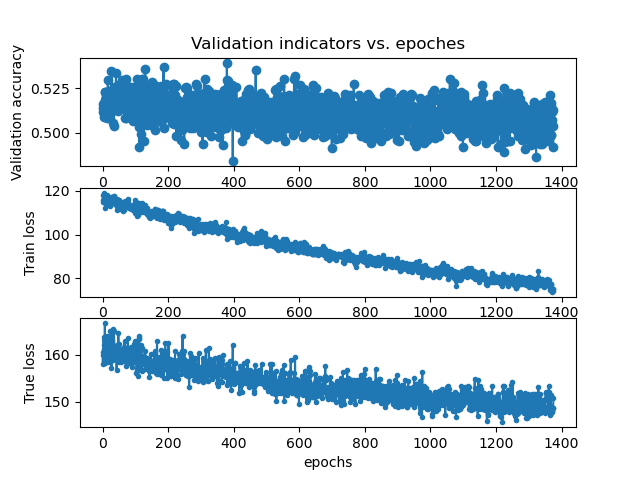 Validation indicators vs. epoches
Validation accuracy
0.525
0.500
0 200 400 600 800 1000 1200 1400
Train loss
120
100
80
0 200 400 600 800 1000 1200 1400
True loss
160
150
0 200 400 600 800 1000 1200 1400
epochs